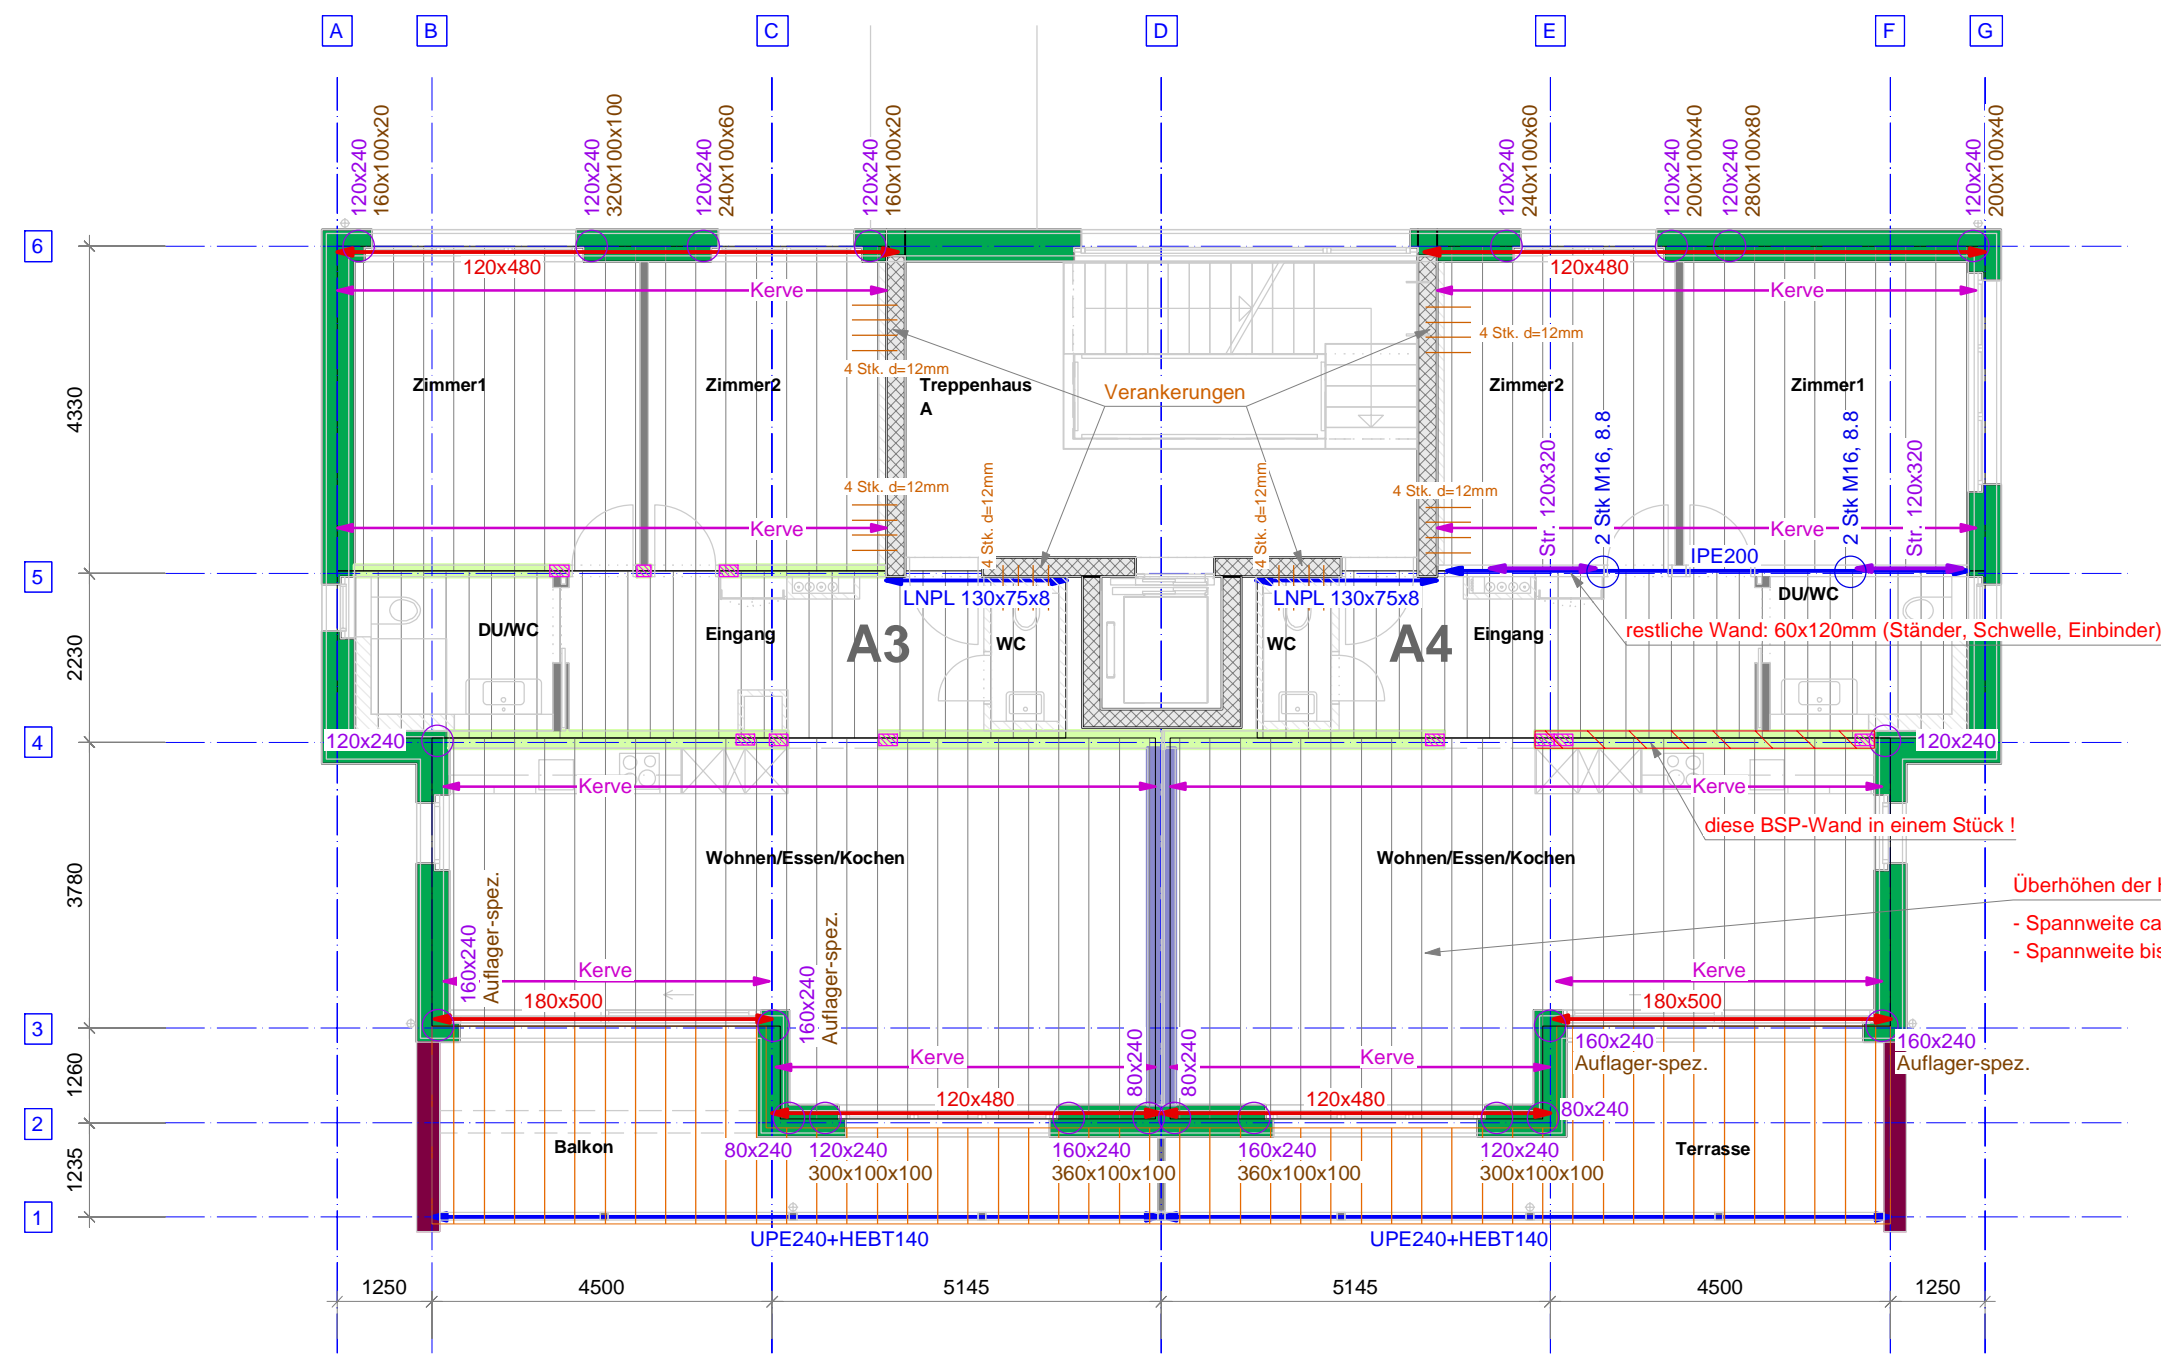 A
B
C
D
E
F
G
120x240
160x100x20
120x240
320x100x100
120x240
240x100x60
120x240
160x100x20
120x240
240x100x60
120x240
200x100x40
120x240
280x100x80
120x240
200x100x40
6
120x480
120x480
Kerve
Kerve
4 Stk. d=12mm
4 Stk. d=12mm
Zimmer1
Zimmer2
Treppenhaus
A
Verankerungen
Zimmer2
Zimmer1
4330
4 Stk. d=12mm
4 Stk. d=12mm
4 Stk. d=12mm
4 Stk. d=12mm
Str. 120x320
2 Stk M16, 8.8
2 Stk M16, 8.8
Str. 120x320
Kerve
Kerve
IPE200
5
LNPL 130x75x8
LNPL 130x75x8
DU/WC
DU/WC
Eingang
A3
WC
WC
A4
Eingang
restliche Wand: 60x120mm (Ständer, Schwelle, Einbinder)
2230
4
120x240
120x240
Kerve
Kerve
diese BSP-Wand in einem Stück !
Wohnen/Essen/Kochen
Wohnen/Essen/Kochen
3780
Überhöhen der
- Spannweite ca
- Spannweite bis
160x240
Auflager-spez.
160x240
Auflager-spez.
Kerve
Kerve
180x500
180x500
3
160x240
Auflager-spez.
160x240
Auflager-spez.
Kerve
Kerve
80x240
80x240
1260
120x480
120x480
80x240
2
Balkon
Terrasse
80x240
120x240
300x100x100
160x240
360x100x100
160x240
360x100x100
120x240
300x100x100
1235
1
UPE240+HEBT140
UPE240+HEBT140
1250
4500
5145
5145
4500
1250